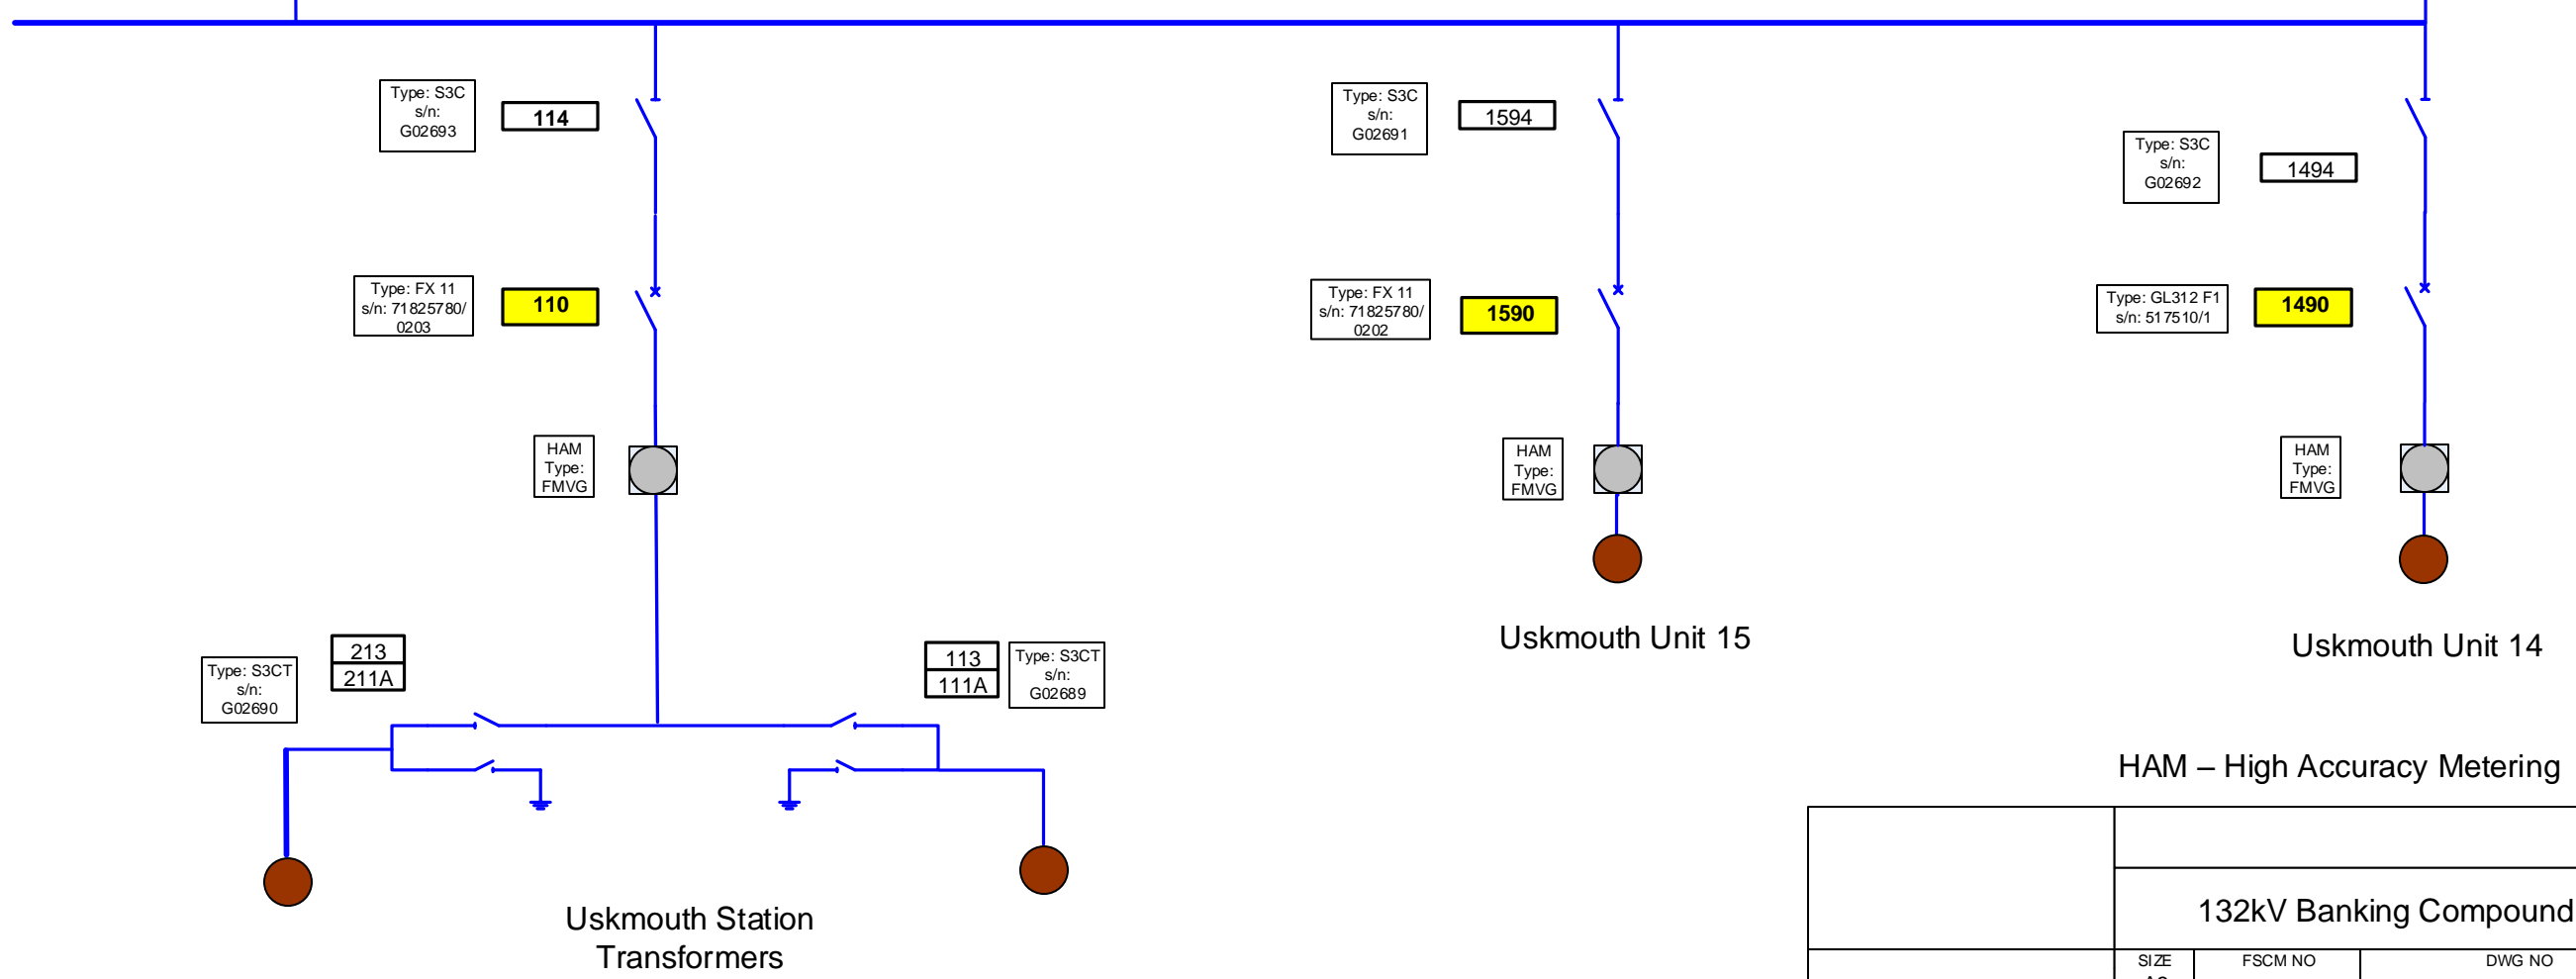 Type: S3C
s/n:
G02693
114
Type: S3C
s/n:
G02691
1594
Type: S3C
s/n:
G02692
1494
Type: FX 11
s/n: 71825780/
0203
110
Type: FX 11
s/n: 71825780/
0202
1590
Type: GL312 F1
s/n: 517510/1
1490
HAM
Type:
FMVG
HAM
Type:
FMVG
HAM
Type:
FMVG
Uskmouth Unit 15
Uskmouth Unit 14
Type: S3CT
s/n:
G02690
213
211A
113
111A
Type: S3CT
s/n:
G02689
HAM – High Accuracy Metering
Uskmouth Station
Transformers
132kV Banking Compound
SIZE
FSCM NO
DWG NO